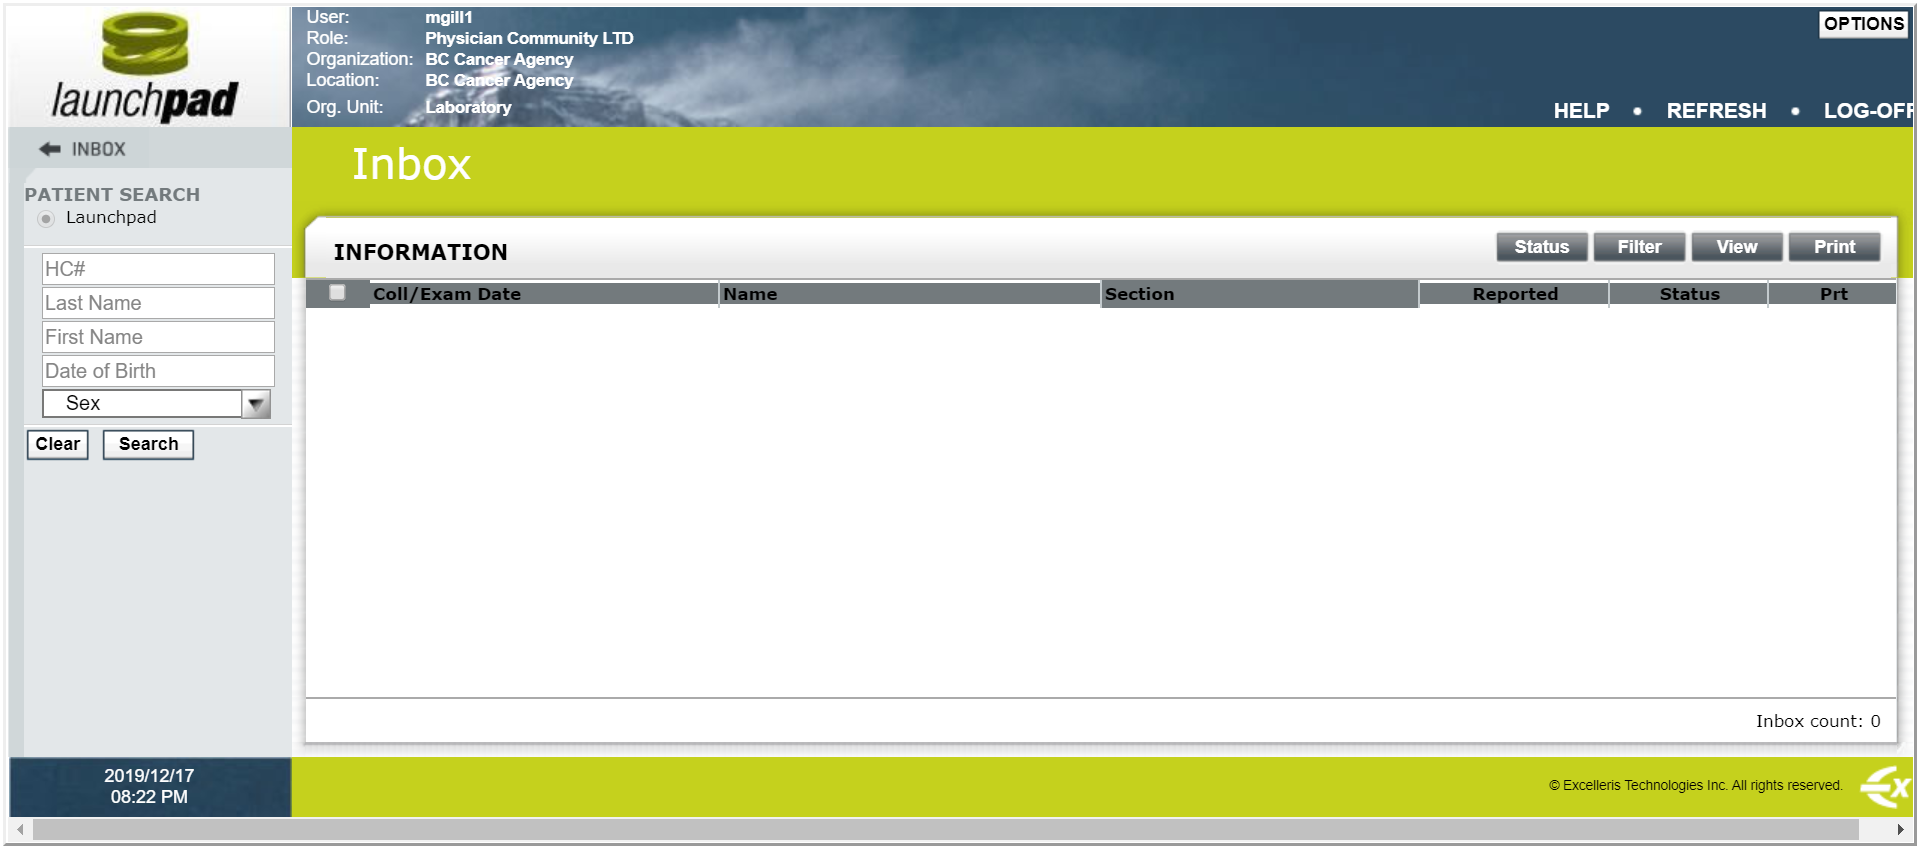 launchpad
User: mgill1
Role: Physician Community LTD
Organization: BC Cancer Agency
Location: BC Cancer Agency
Org. Unit: Laboratory
OPTIONS
HELP • REFRESH • LOG-OFF
INBOX
PATIENT SEARCH
Launchpad
HC#
Last Name
First Name
Date of Birth
Sex
Clear Search
Inbox
INFORMATION
Status Filter View Print
Coll/Exam Date Name Section Reported Status Prt
Inbox count: 0
2019/12/17
08:22 PM
© Excelleris Technologies Inc. All rights reserved.